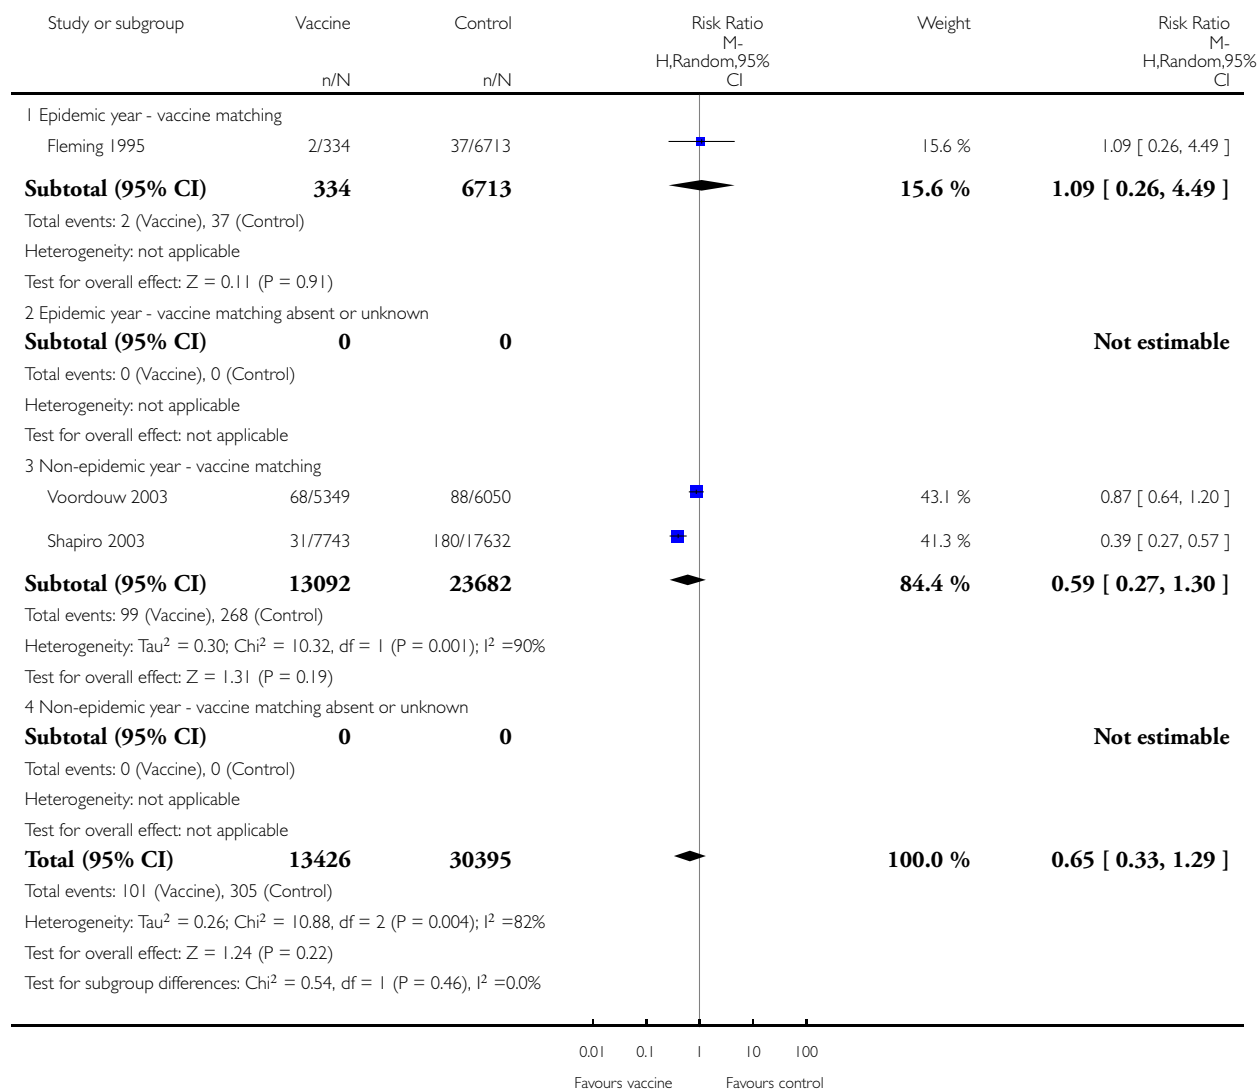 Study or subgroup Vaccine Control Risk Ratio Weight Risk Ratio
M- M-
H,Random,95% H,Random,95%
n/N n/N CI CI
1 Epidemic year - vaccine matching
Fleming 1995 2/334 37/6713 15.6 % 1.09 [ 0.26, 4.49 ]
Subtotal (95% CI) 334 6713 15.6 % 1.09 [ 0.26, 4.49 ]
Total events: 2 (Vaccine), 37 (Control)
Heterogeneity: not applicable
Test for overall effect: Z = 0.11 (P = 0.91)
2 Epidemic year - vaccine matching absent or unknown
Subtotal (95% CI) 0 0 Not estimable
Total events: 0 (Vaccine), 0 (Control)
Heterogeneity: not applicable
Test for overall effect: not applicable
3 Non-epidemic year - vaccine matching
Voordouw 2003 68/5349 88/6050 43.1 % 0.87 [ 0.64, 1.20 ]
Shapiro 2003 31/7743 180/17632 41.3 % 0.39 [ 0.27, 0.57 ]
Subtotal (95% CI) 13092 23682 84.4 % 0.59 [ 0.27, 1.30 ]
Total events: 99 (Vaccine), 268 (Control)
Heterogeneity: Tau² = 0.30; Chi² = 10.32, df = 1 (P = 0.001); I² =90%
Test for overall effect: Z = 1.31 (P = 0.19)
4 Non-epidemic year - vaccine matching absent or unknown
Subtotal (95% CI) 0 0 Not estimable
Total events: 0 (Vaccine), 0 (Control)
Heterogeneity: not applicable
Test for overall effect: not applicable
Total (95% CI) 13426 30395 100.0 % 0.65 [ 0.33, 1.29 ]
Total events: 101 (Vaccine), 305 (Control)
Heterogeneity: Tau² = 0.26; Chi² = 10.88, df = 2 (P = 0.004); I² =82%
Test for overall effect: Z = 1.24 (P = 0.22)
Test for subgroup differences: Chi² = 0.54, df = 1 (P = 0.46), I² =0.0%
0.01 0.1 1 10 100
Favours vaccine Favours control